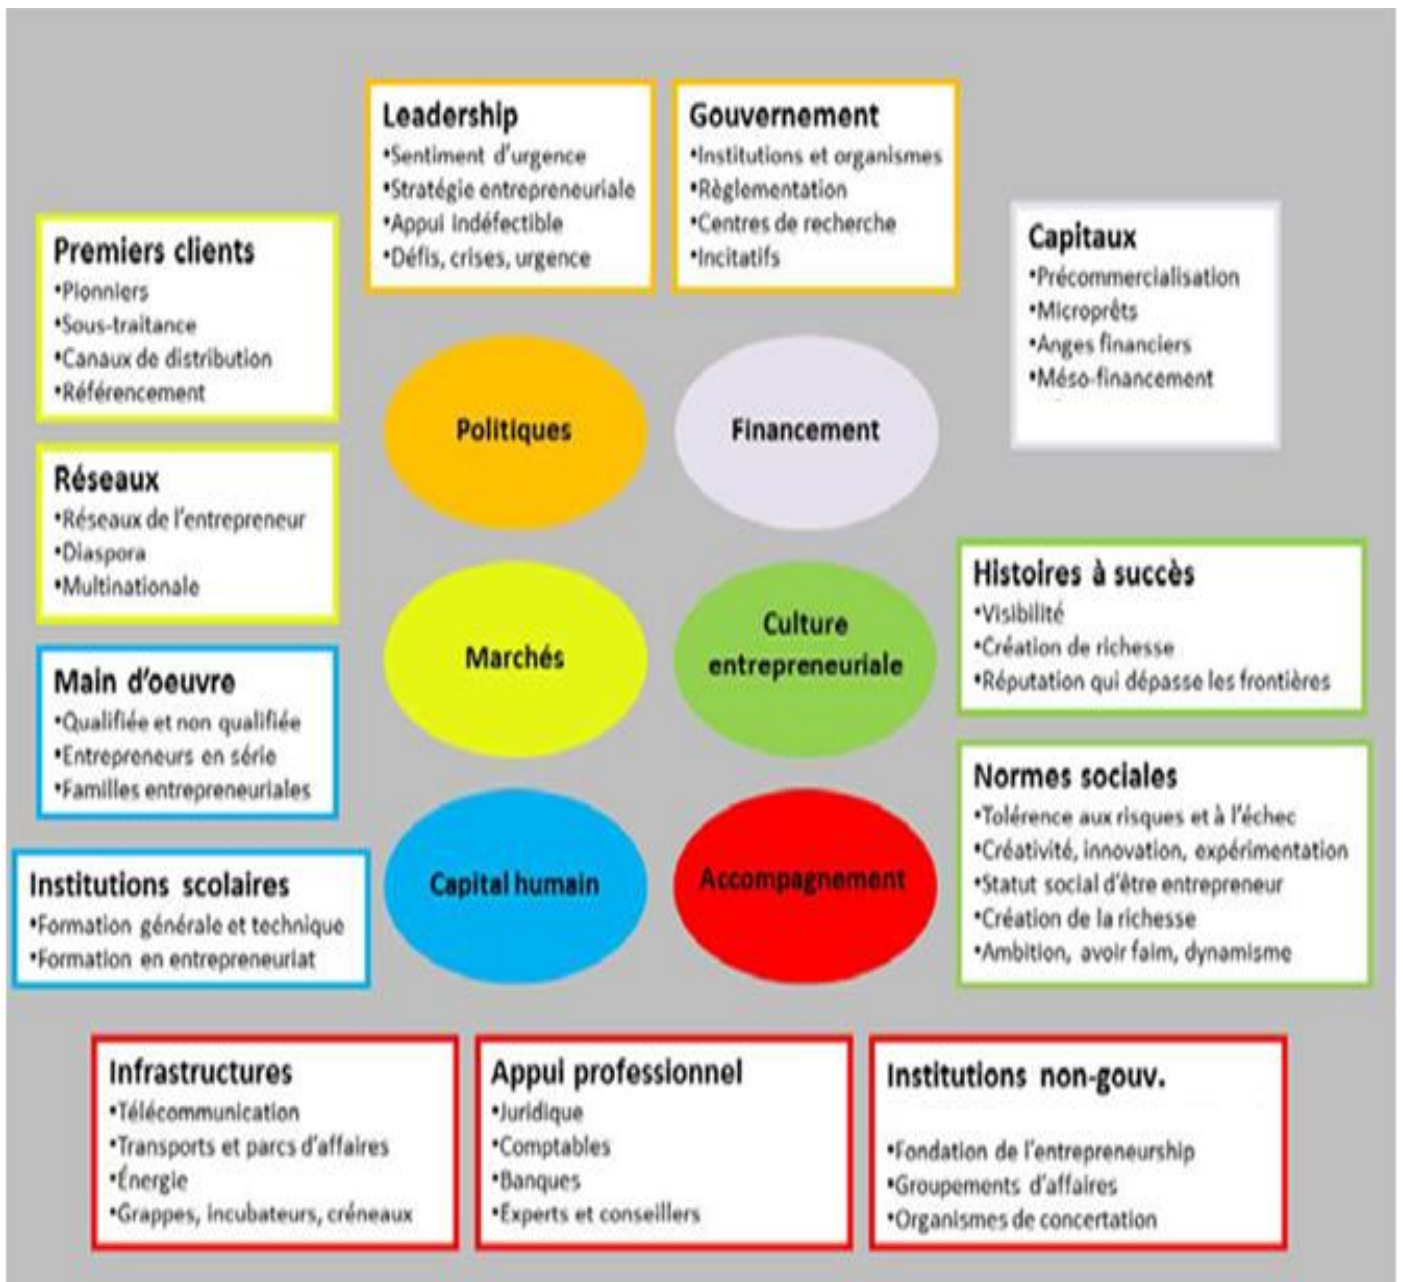 Leadership
•Sentiment d'urgence
•Stratégie entrepreneuriale
•Appui indéfectible
•Défis, crises, urgence
Gouvernement
•Institutions et organismes
•Règlementation
•Centres de recherche
•Incitatifs
Capitaux
•Précommercialisation
•Microprêts
•Anges financiers
•Méso-financement
Premiers clients
•Pionniers
•Sous-traitance
•Canaux de distribution
•Référencement
Politiques
Financement
Réseaux
•Réseaux de l'entrepreneur
•Diaspora
•Multinationale
Marchés
Culture
entrepreneuriale
Histoires à succès
•Visibilité
•Création de richesse
•Réputation qui dépasse les frontières
Main d'oeuvre
•Qualifiée et non qualifiée
•Entrepreneurs en série
•Familles entrepreneuriales
Normes sociales
•Tolérence aux risques et à l'échec
•Créativité, innovation, expérimentation
•Statut social d'être entrepreneur
•Création de la richesse
•Ambition, avoir faim, dynamisme
Institutions scolaires
•Formation générale et technique
•Formation en entrepreneuriat
Capital humain
Accompagnement
Infrastructures
•Télécommunication
•Transports et parcs d'affaires
•Énergie
•Grappes, incubateurs, créneaux
Appui professionnel
•Juridique
•Comptables
•Banques
•Experts et conseillers
Institutions non-gouv.
•Fondation de l'entrepreneurship
•Groupements d'affaires
•Organismes de concertation